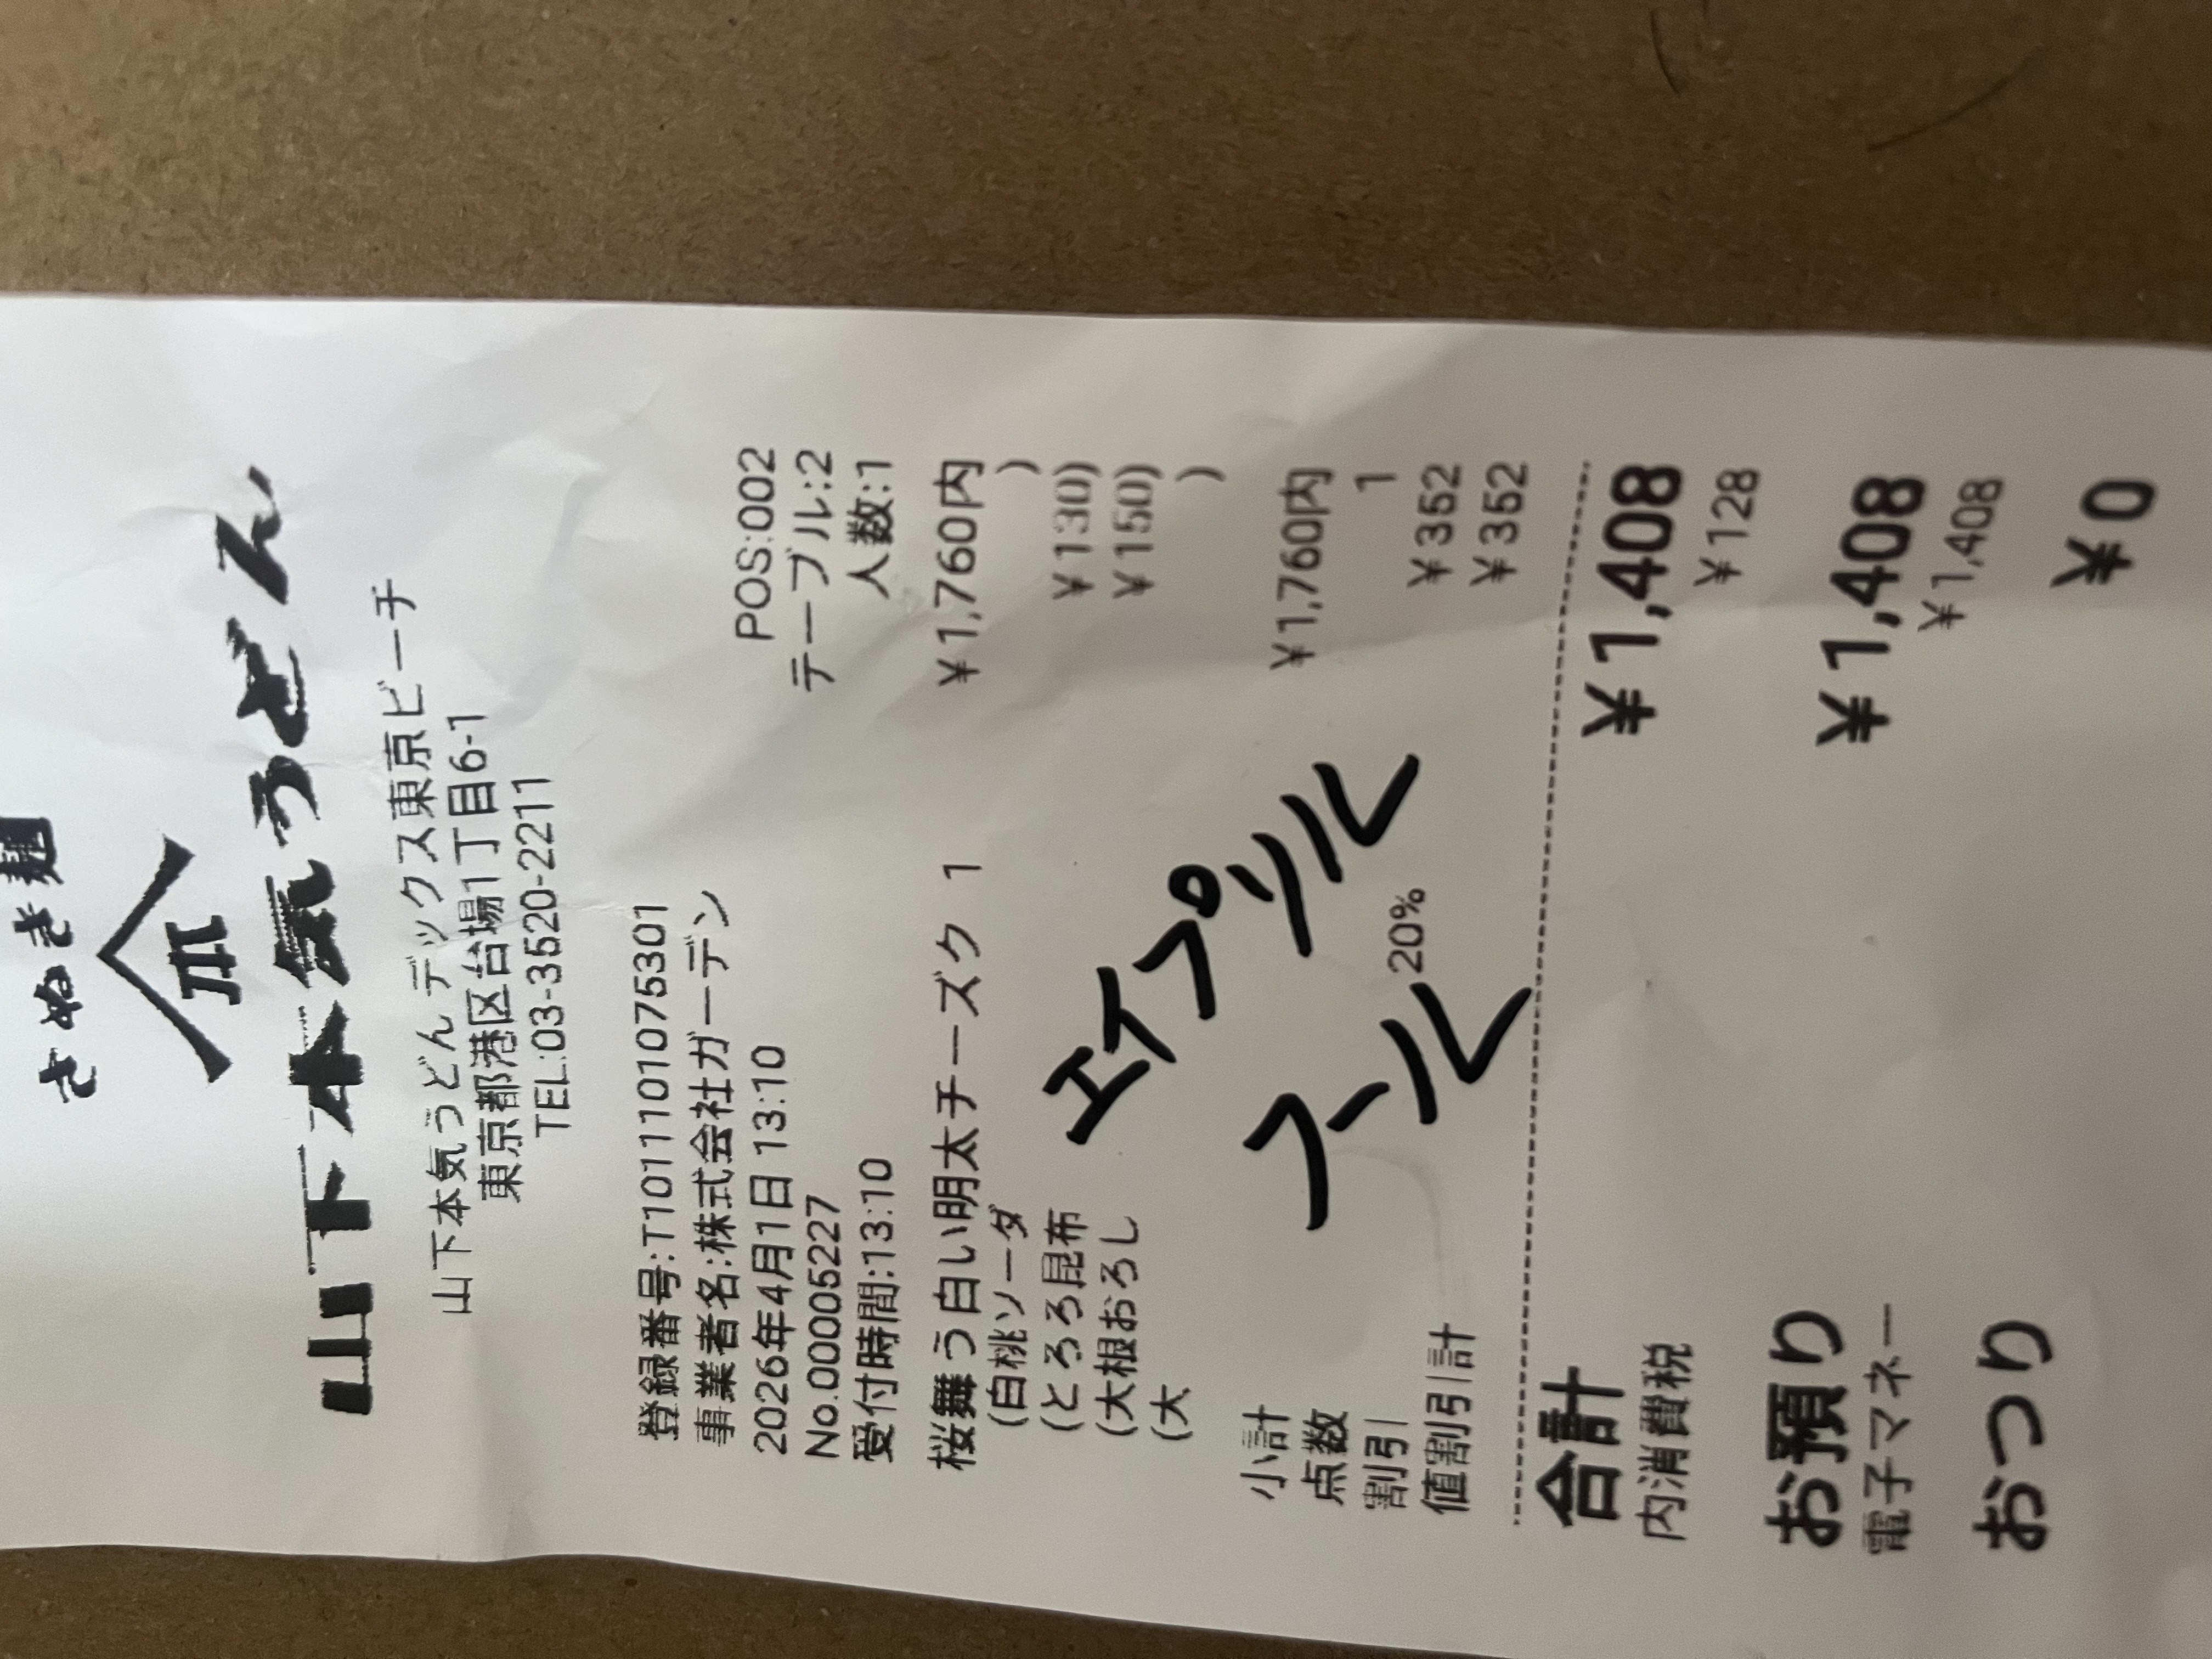 さぬき麺
山下本気うどん
山下本気うどん デックス東京ビーチ
東京都港区台場1丁目6-1
TEL:03-3520-2211
登録番号:T1011101075301
事業者名:株式会社ガーデン
2026年4月1日 13:10 POS:002
No.00005227 テーブル:2
受付時間:13:10 人数:1
桜舞う白い明太チーズク 1 ¥1,760内
(白桃ソーダ )
(とろろ昆布 ¥130)
(大根おろし ¥150)
(大 )
エイプリル
フール
小計 ¥1,760内
点数 1
割引 20% ¥352
値割引計 ¥352
合計 ¥1,408
内消費税 ¥128
お預り ¥1,408
電子マネー ¥1,408
おつり ¥0